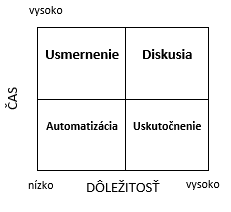 vysoko
Usmernenie Diskusia
ČAS
Automatizácia Uskutočnenie
nízko DÔLEŽITOSŤ vysoko